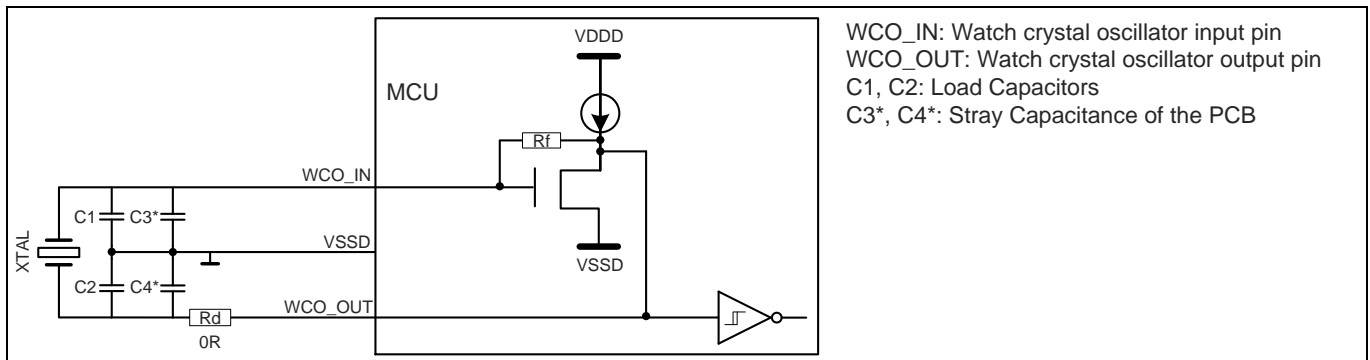 VDDD
MCU
Rf
WCO_IN
C1
C3*
XTAL
VSSD
VSSD
C2
C4*
WCO_OUT
Rd
0R
WCO_IN: Watch crystal oscillator input pin
WCO_OUT: Watch crystal oscillator output pin
C1, C2: Load Capacitors
C3*, C4*: Stray Capacitance of the PCB